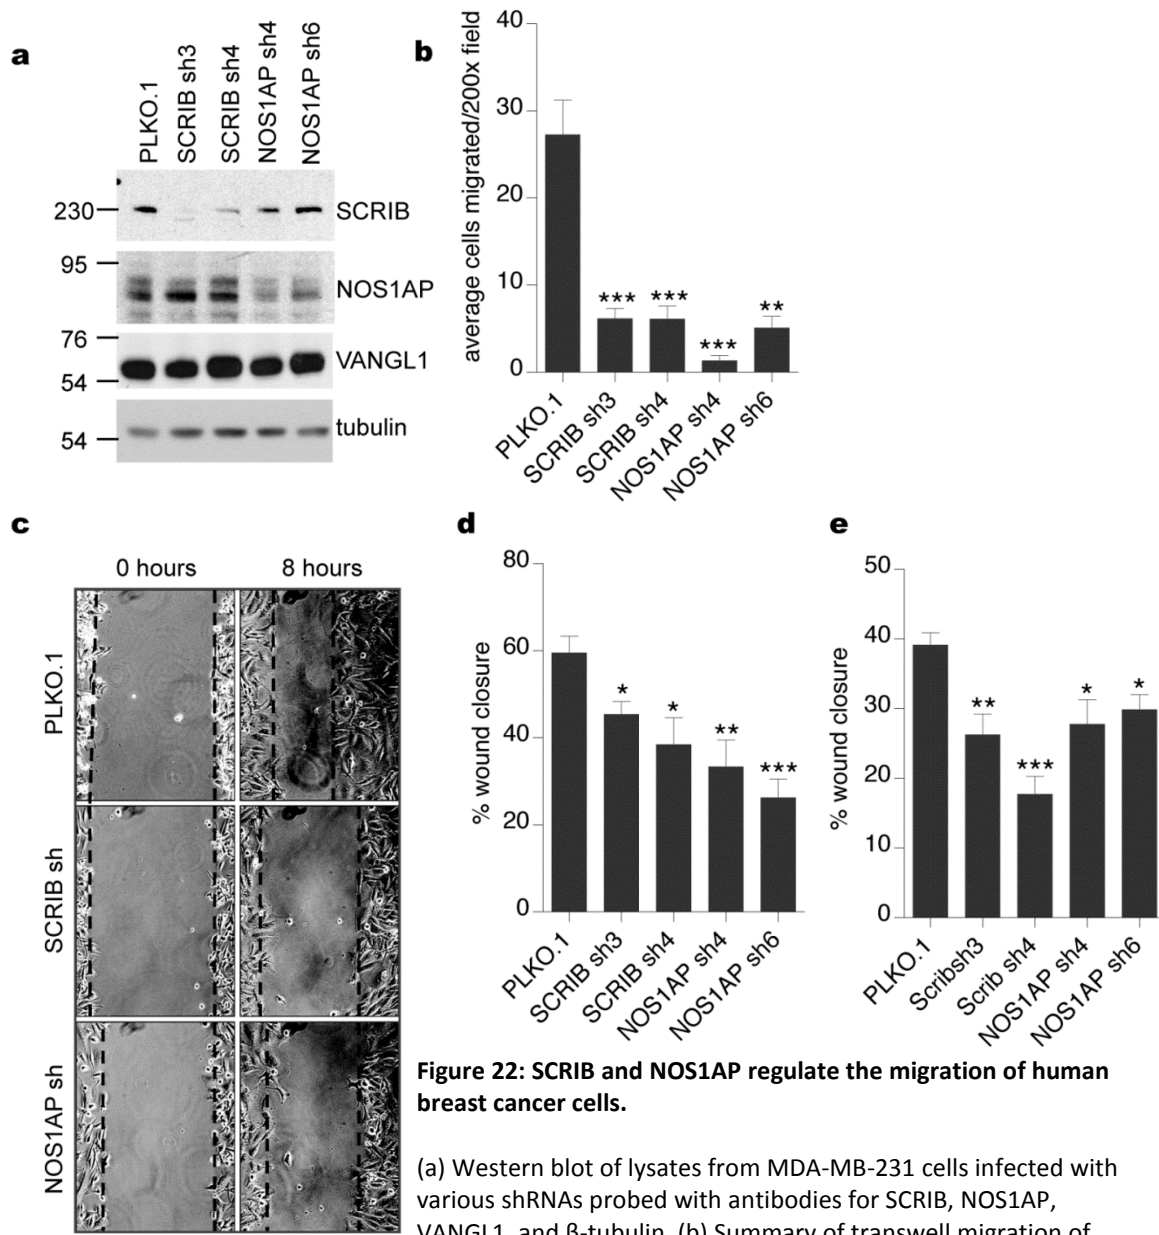 a
PLKO.1
SCRIB sh3
SCRIB sh4
NOS1AP sh4
NOS1AP sh6
230
SCRIB
95
NOS1AP
76
VANGL1
54
tubulin
54
b
average cells migrated/200x field
40
30
20
10
0
***
***
***
**
PLKO.1
SCRIB sh3
SCRIB sh4
NOS1AP sh4
NOS1AP sh6
c
0 hours
8 hours
PLKO.1
SCRIB sh
NOS1AP sh
d
% wound closure
80
60
40
20
0
*
*
**
***
PLKO.1
SCRIB sh3
SCRIB sh4
NOS1AP sh4
NOS1AP sh6
e
% wound closure
50
40
30
20
10
0
**
***
*
*
PLKO.1
Scribsh3
Scrib sh4
NOS1AP sh4
NOS1AP sh6
Figure 22: SCRIB and NOS1AP regulate the migration of human
breast cancer cells.
(a) Western blot of lysates from MDA-MB-231 cells infected with
various shRNAs probed with antibodies for SCRIB, NOS1AP,
VANGL1, and β-tubulin. (b) Summary of transwell migration of